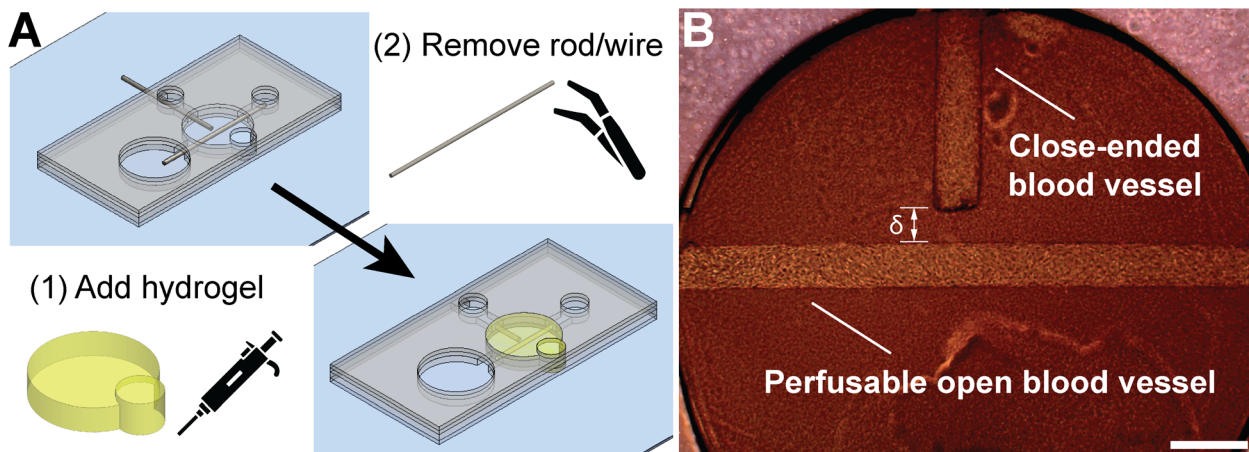 A
(2) Remove rod/wire
(1) Add hydrogel
B
Close-ended
blood vessel
δ
Perfusable open blood vessel